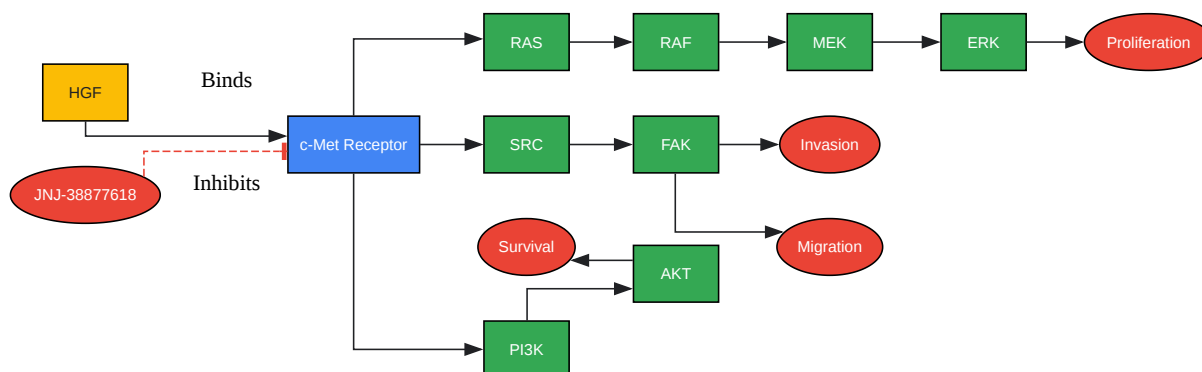 RAS
RAF
MEK
ERK
Proliferation
HGF
Binds
c-Met Receptor
SRC
FAK
Invasion
JNJ-38877618
Inhibits
Survival
AKT
Migration
PI3K